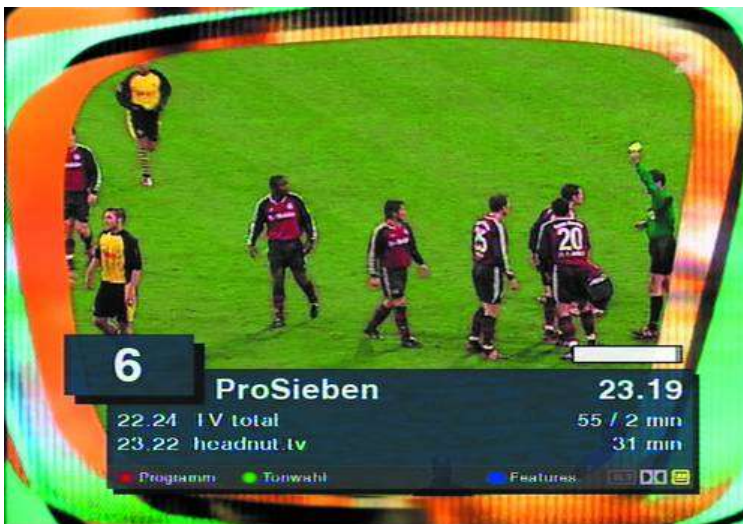 6
ProSieben 23.19
22.24 TV total 55 / 2 min
23.22 headnut.tv 31 min
Programm Tonwahl Features
20